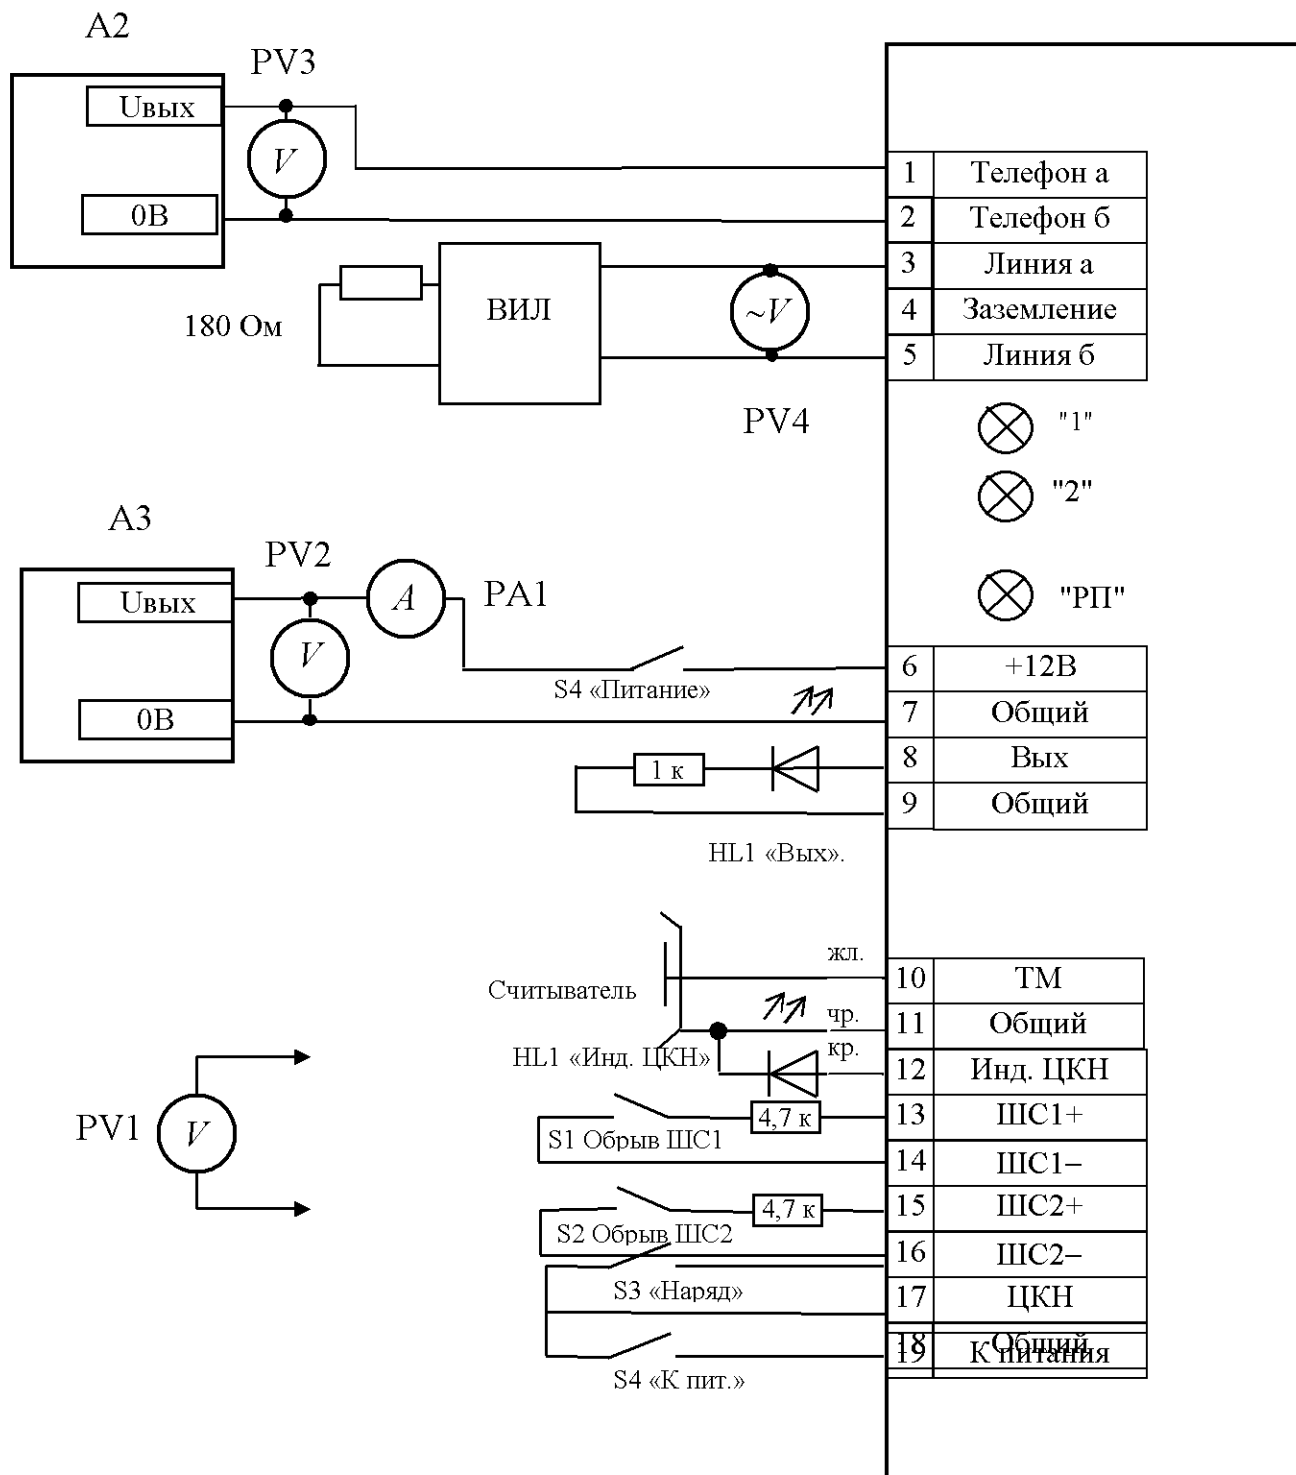 A2
PV3
Uвых
V
0В
1 Телефон а
2 Телефон б
3 Линия а
4 Заземление
5 Линия б
ВИЛ
180 Ом
~V
PV4
"1"
"2"
"РП"
A3
PV2
A
PA1
Uвых
V
0В
S4 «Питание»
6 +12В
7 Общий
8 Вых
9 Общий
1 к
HL1 «Вых».
жл.
Считыватель
чр.
HL1 «Инд. ЦКН»
кр.
10 ТМ
11 Общий
12 Инд. ЦКН
13 ШС1+
14 ШС1–
15 ШС2+
16 ШС2–
17 ЦКН
18 Общий
19 К питания
4,7 к
S1 Обрыв ШС1
4,7 к
S2 Обрыв ШС2
S3 «Наряд»
S4 «К пит.»
PV1
V